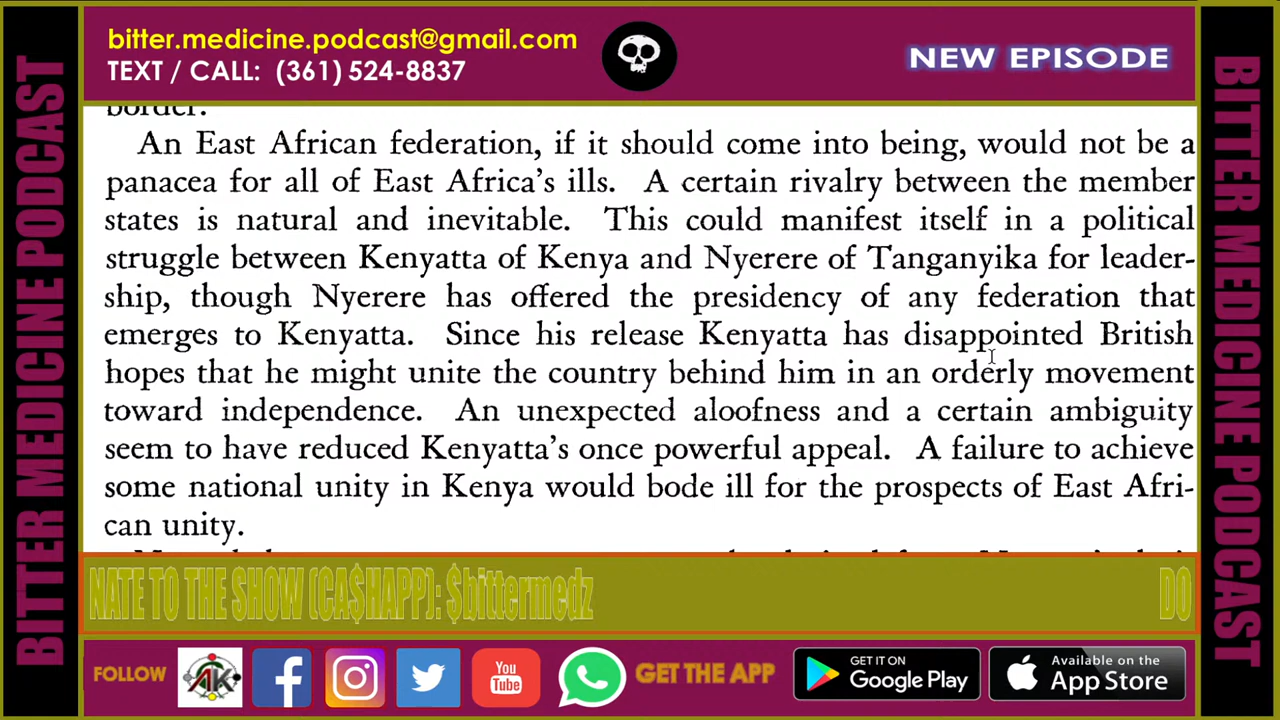 bitter.medicine.podcast@gmail.com
TEXT / CALL: (361) 524-8837
NEW EPISODE
BITTER MEDICINE PODCAST
border.
An East African federation, if it should come into being, would not be a
panacea for all of East Africa's ills. A certain rivalry between the member
states is natural and inevitable. This could manifest itself in a political
struggle between Kenyatta of Kenya and Nyerere of Tanganyika for leader-
ship, though Nyerere has offered the presidency of any federation that
emerges to Kenyatta. Since his release Kenyatta has disappointed British
hopes that he might unite the country behind him in an orderly movement
toward independence. An unexpected aloofness and a certain ambiguity
seem to have reduced Kenyatta's once powerful appeal. A failure to achieve
some national unity in Kenya would bode ill for the prospects of East Afri-
can unity.
BITTER MEDICINE PODCAST
NATE TO THE SHOW (CA$HAPP): $bittermedz
DO
FOLLOW
You
Tube
GET THE APP
GET IT ON
Google Play
Available on the
App Store